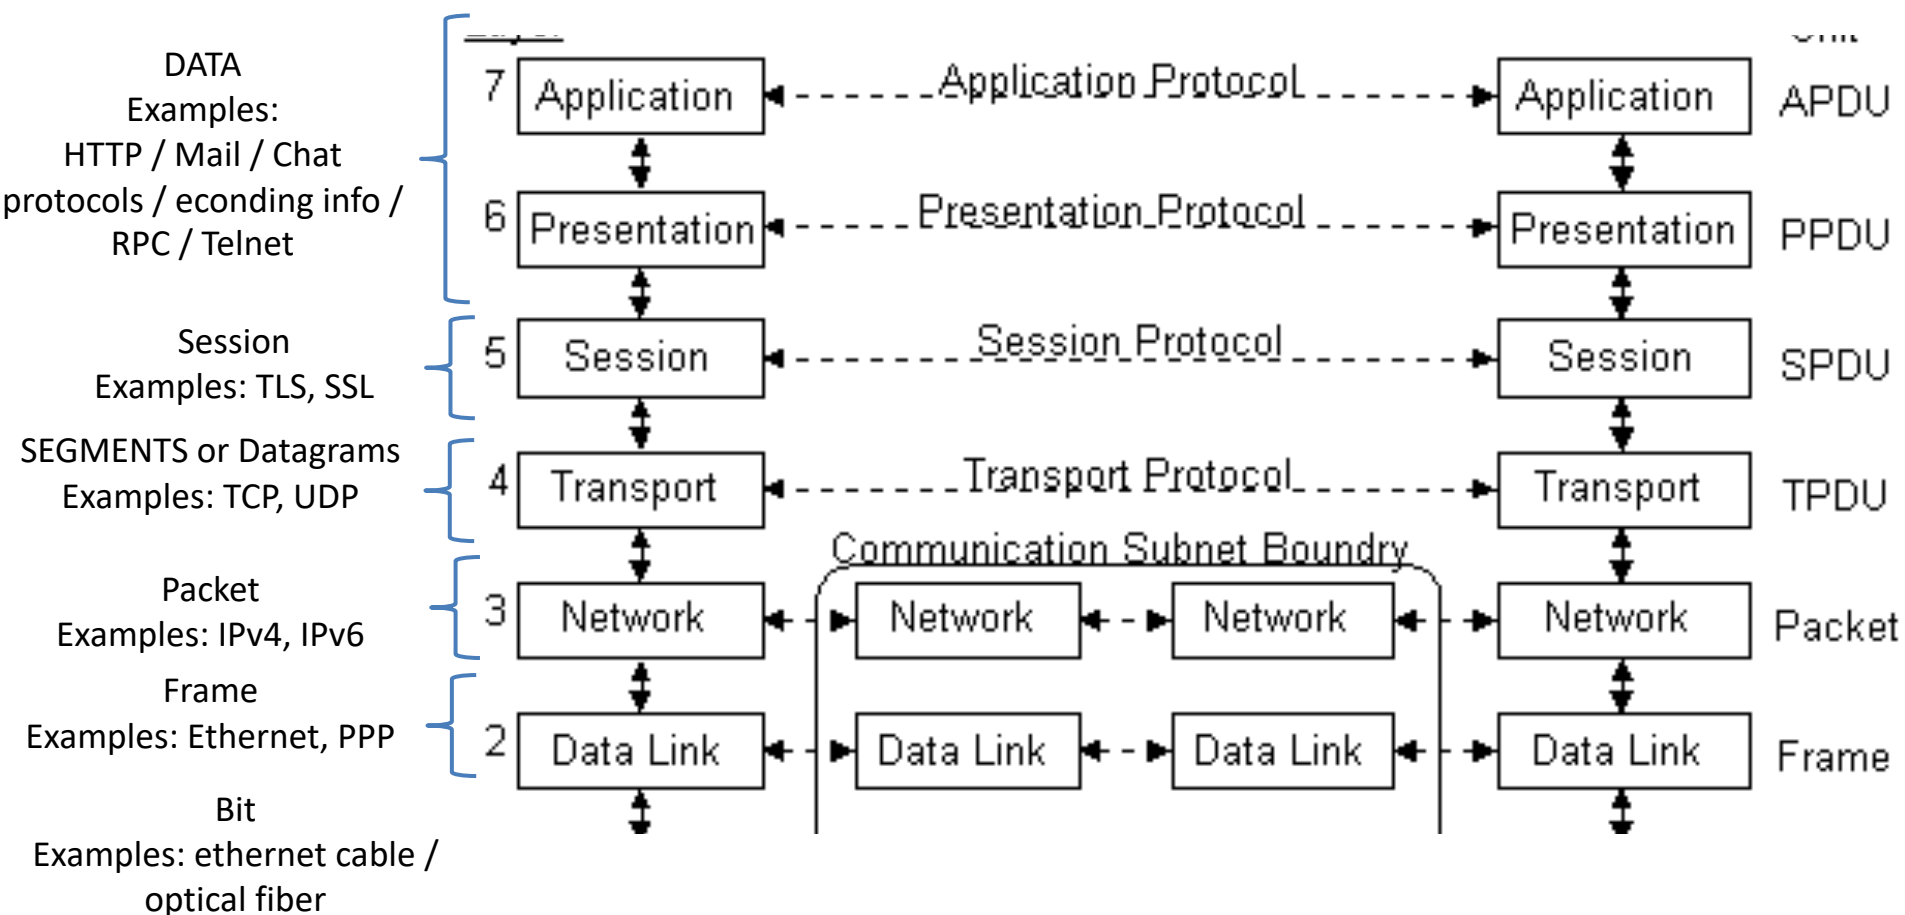 DATA
Examples:
HTTP / Mail / Chat
protocols / econding info /
RPC / Telnet
Session
Examples: TLS, SSL
SEGMENTS or Datagrams
Examples: TCP, UDP
Packet
Examples: IPv4, IPv6
Frame
Examples: Ethernet, PPP
Bit
Examples: ethernet cable /
optical fiber
7 Application Application Protocol Application APDU
6 Presentation Presentation Protocol Presentation PPDU
5 Session Session Protocol Session SPDU
4 Transport Transport Protocol Transport TPDU
Communication Subnet Boundry
3 Network Network Network Network Packet
2 Data Link Data Link Data Link Data Link Frame